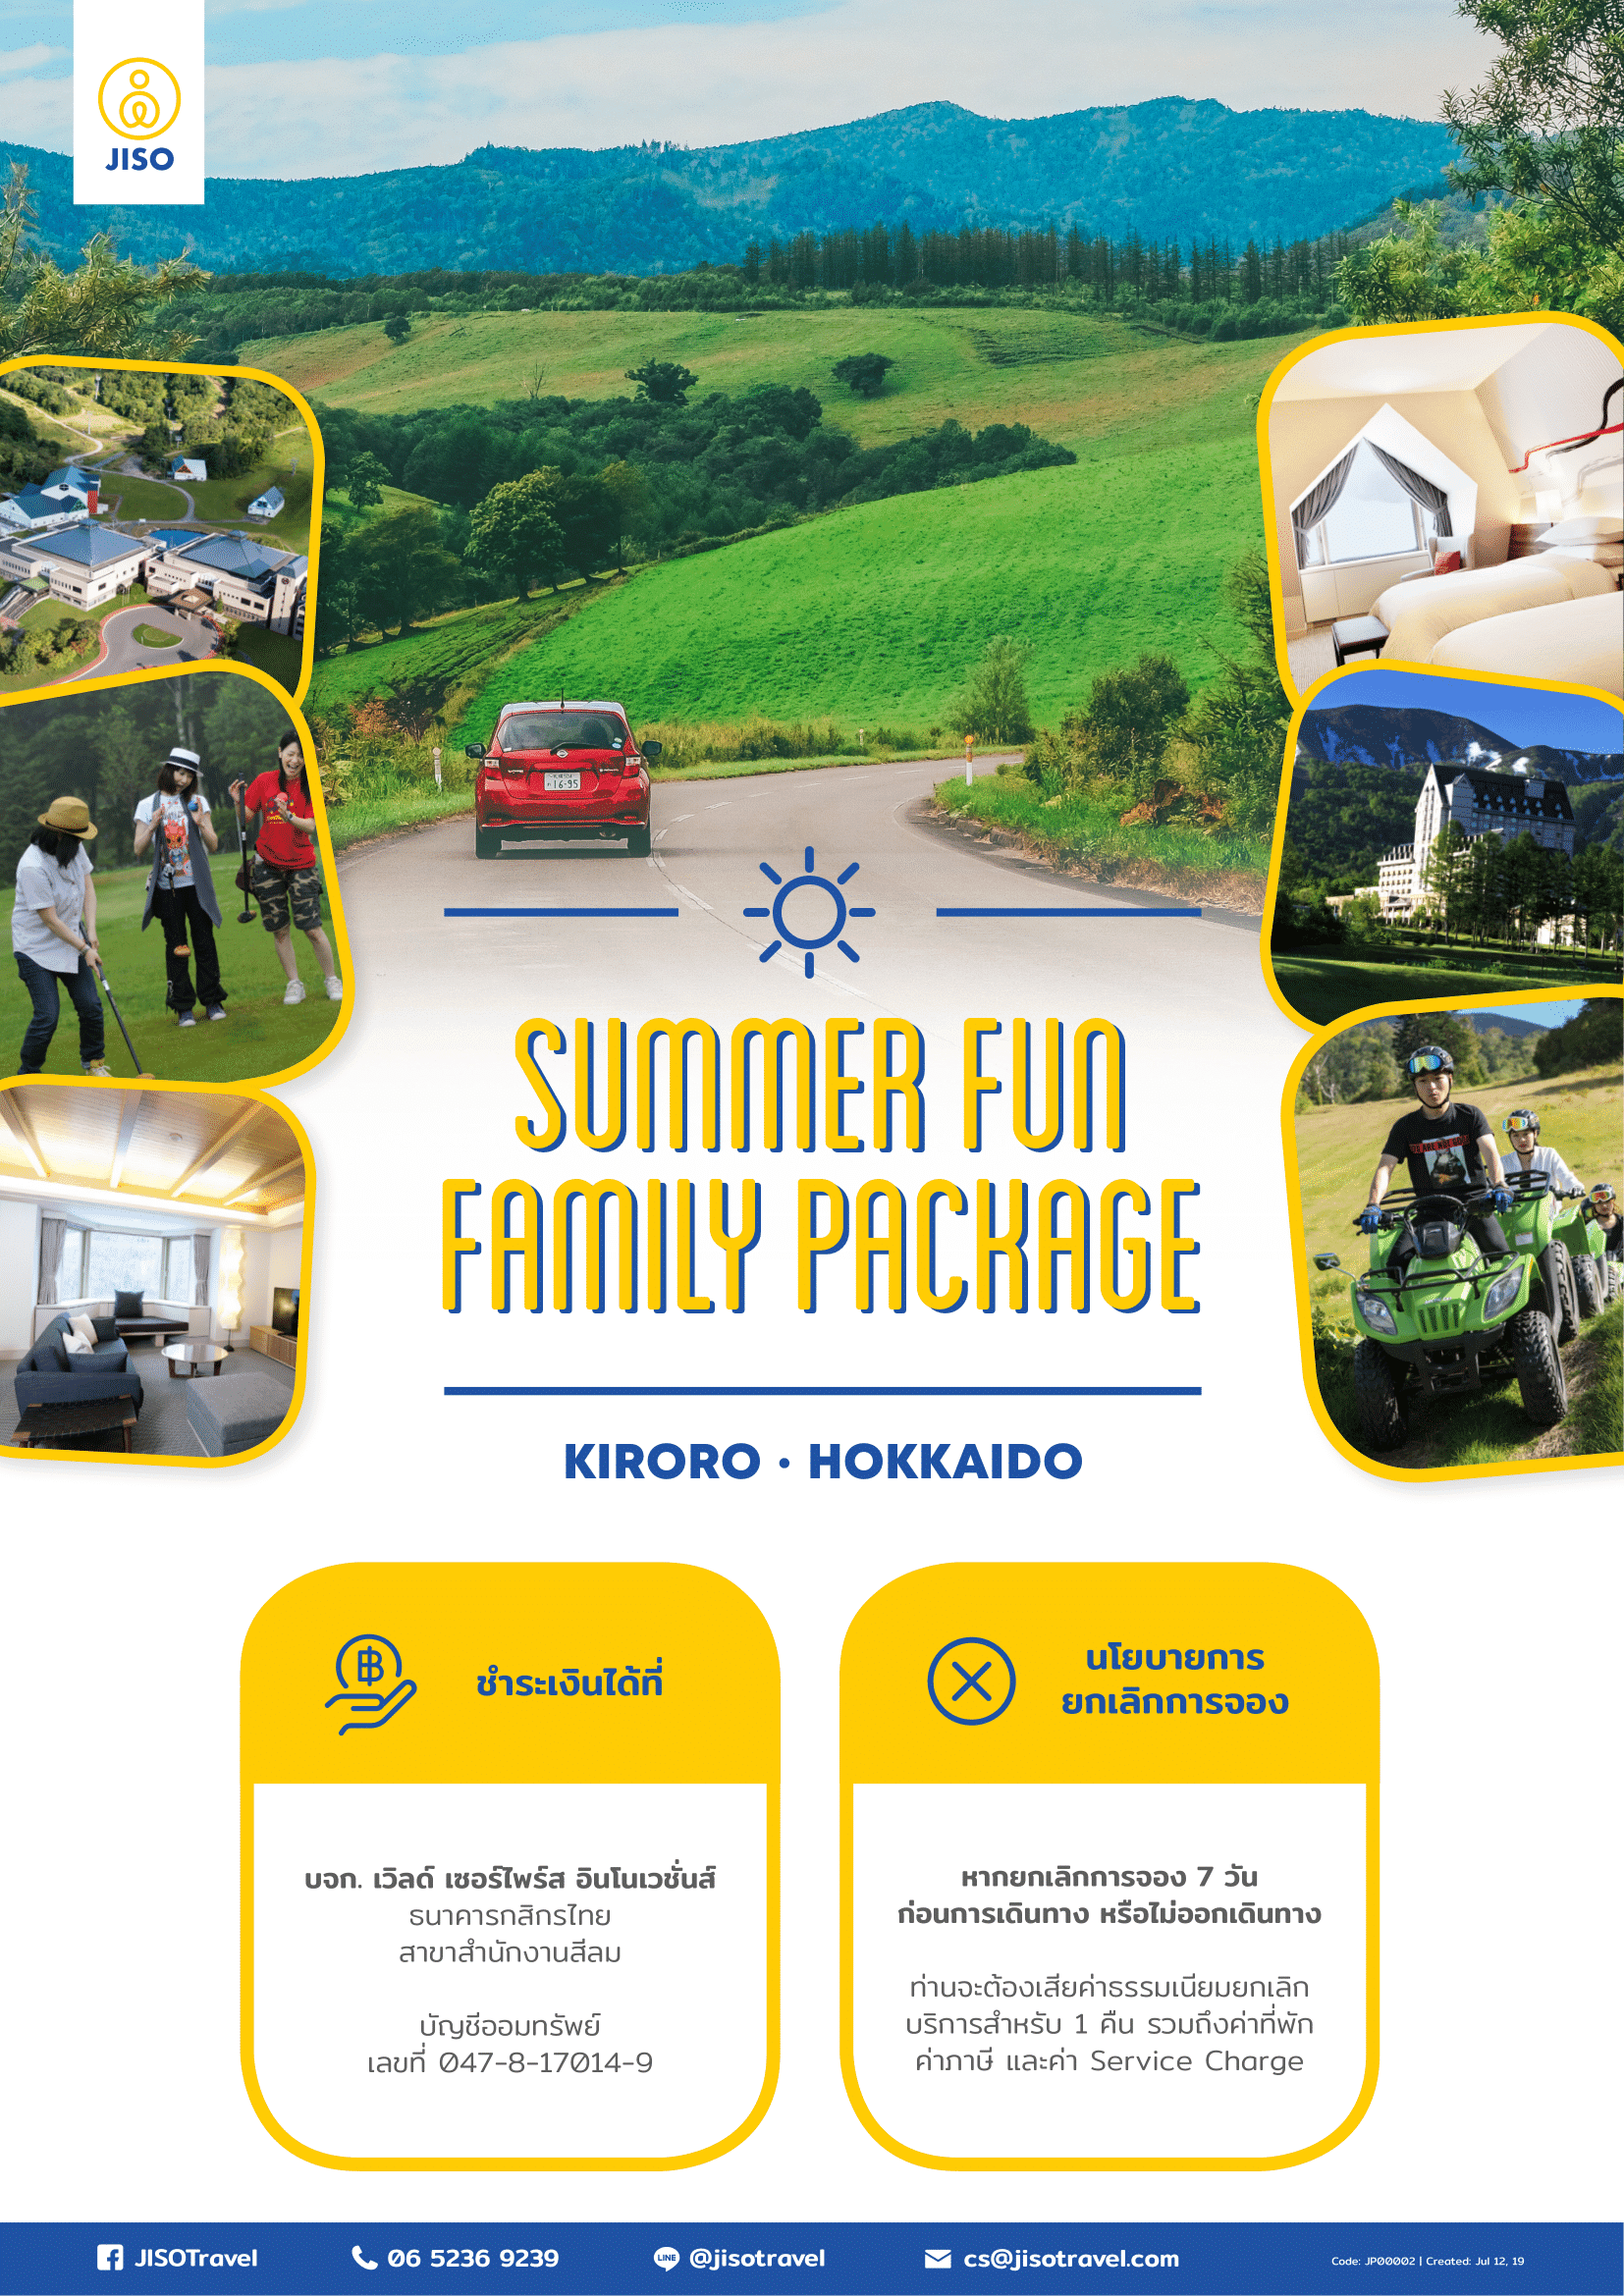 JISO
16-95
SUMMER FUN
FAMILY PACKAGE
KIRORO • HOKKAIDO
ชำระเงินได้ที่
บจก. เวิลด์ เซอร์ไพร์ส อินโนเวชั่นส์
ธนาคารกสิกรไทย
สาขาสำนักงานสีลม
บัญชีออมทรัพย์
เลขที่ 047-8-17014-9
นโยบายการ
ยกเลิกการจอง
หากยกเลิกการจอง 7 วัน
ก่อนการเดินทาง หรือไม่ออกเดินทาง
ท่านจะต้องเสียค่าธรรมเนียมยกเลิก
บริการสำหรับ 1 คืน รวมถึงค่าที่พัก
ค่าภาษี และค่า Service Charge
JISOTravel
06 5236 9239
LINE @jisotravel
cs@jisotravel.com
Code: JP00002 | Created: Jul 12, 19